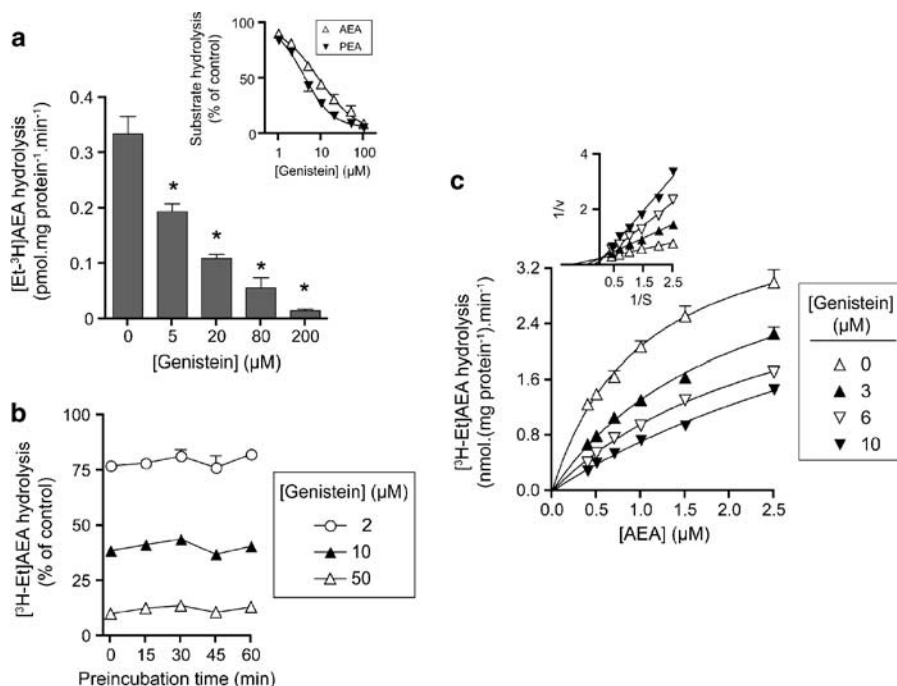 a
[Et-³H]AEA hydrolysis
(pmol.mg protein⁻¹.min⁻¹)
0.4
0.3
0.2
0.1
0
*
*
*
*
0 5 20 80 200
[Genistein] (µM)
Substrate hydrolysis
(% of control)
100
50
0
AEA
PEA
1 10 100
[Genistein] (µM)
b
[³H-Et]AEA hydrolysis
(% of control)
100
75
50
25
0
0 15 30 45 60
Preincubation time (min)
[Genistein] (µM)
2
10
50
c
1/v
4
2
0.5 1.5 2.5
1/S
[³H-Et]AEA hydrolysis
(nmol.(mg protein⁻¹).min⁻¹
3.2
2.4
1.6
0.8
0.0
0.0 0.5 1.0 1.5 2.0 2.5
[AEA] (µM)
[Genistein]
(µM)
0
3
6
10